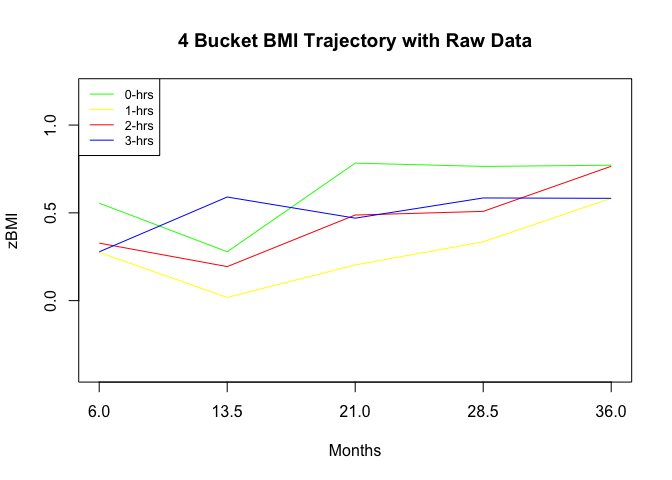 4 Bucket BMI Trajectory with Raw Data
0-hrs
1-hrs
2-hrs
3-hrs
1.0
0.5
0.0
zBMI
6.0 13.5 21.0 28.5 36.0
Months